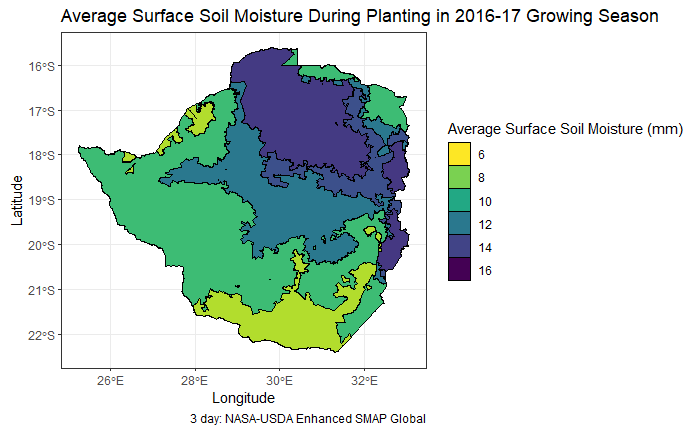 Average Surface Soil Moisture During Planting in 2016-17 Growing Season
16°S
17°S
18°S
19°S
20°S
21°S
22°S
Latitude
26°E
28°E
30°E
32°E
Longitude
Average Surface Soil Moisture (mm)
6
8
10
12
14
16
3 day: NASA-USDA Enhanced SMAP Global